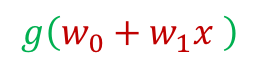 g(w₀ + w₁x )